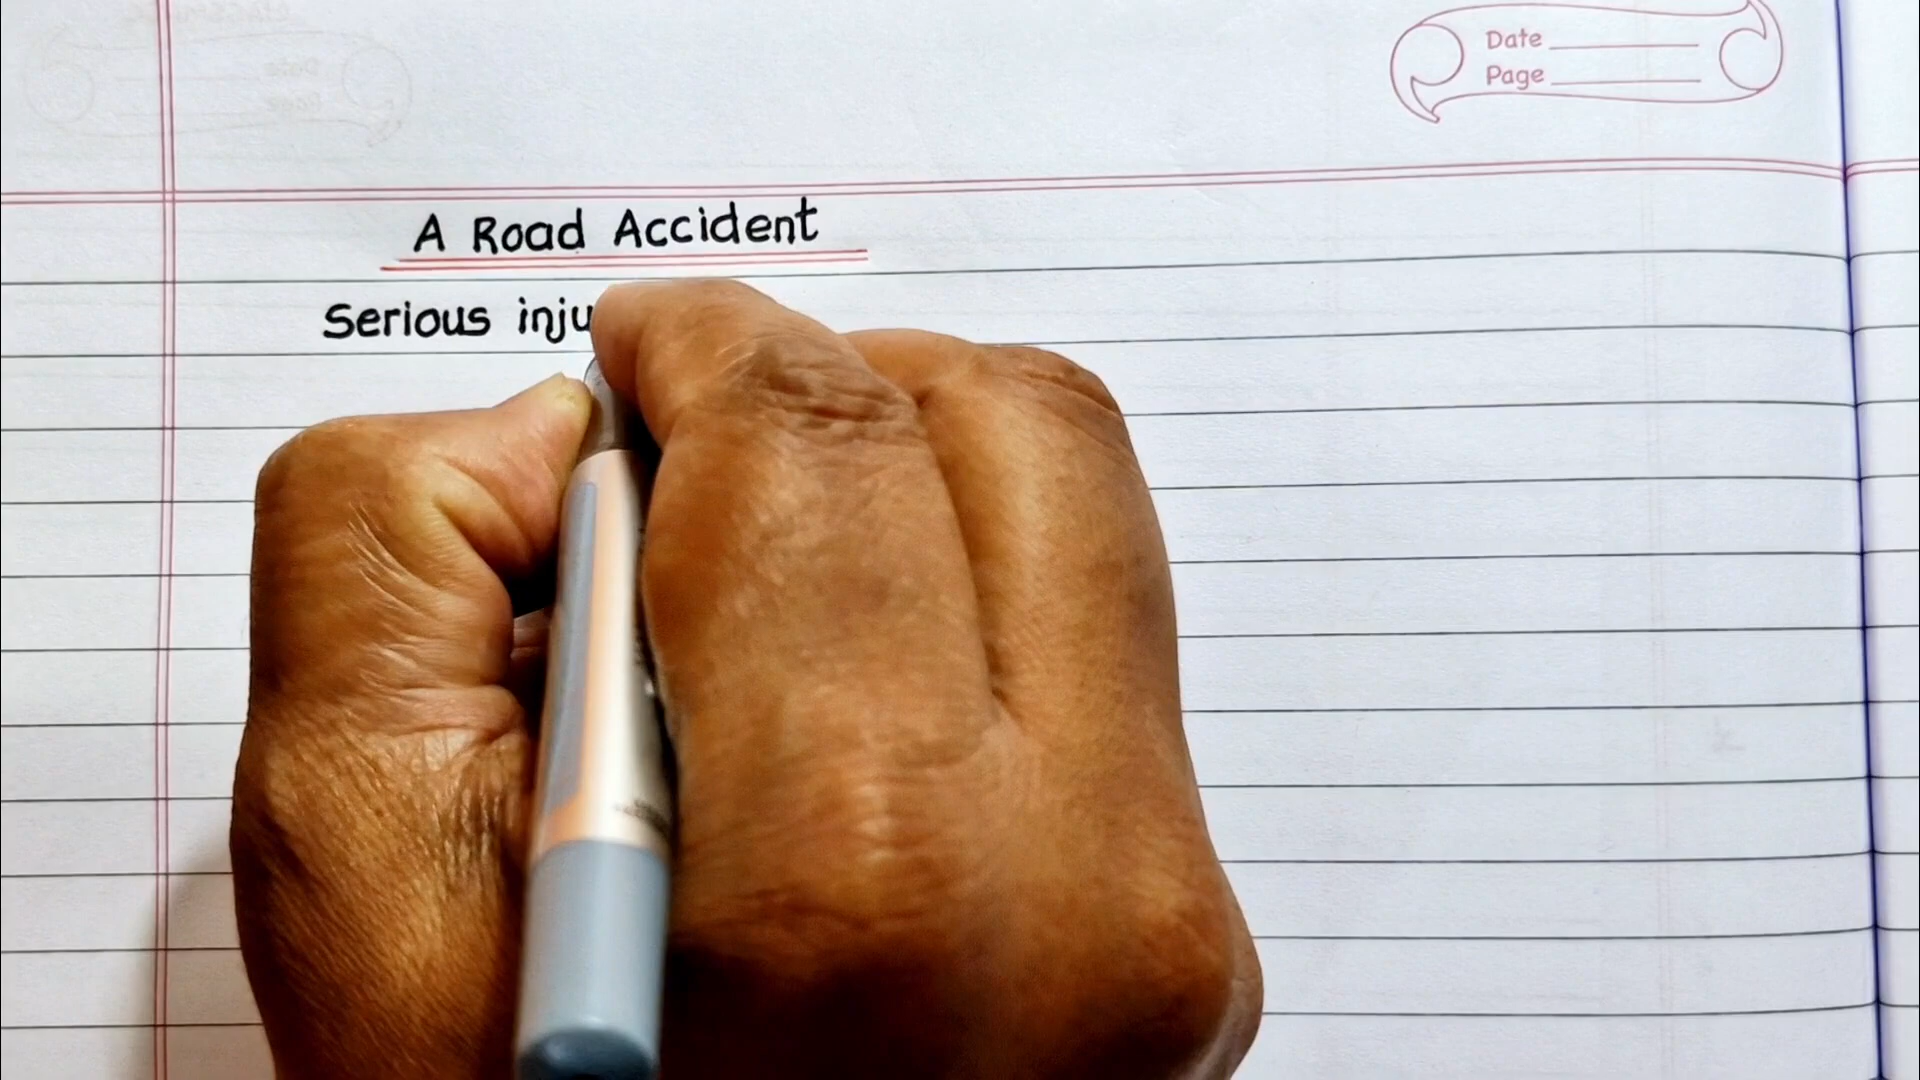 Date
Page
A Road Accident
Serious inju